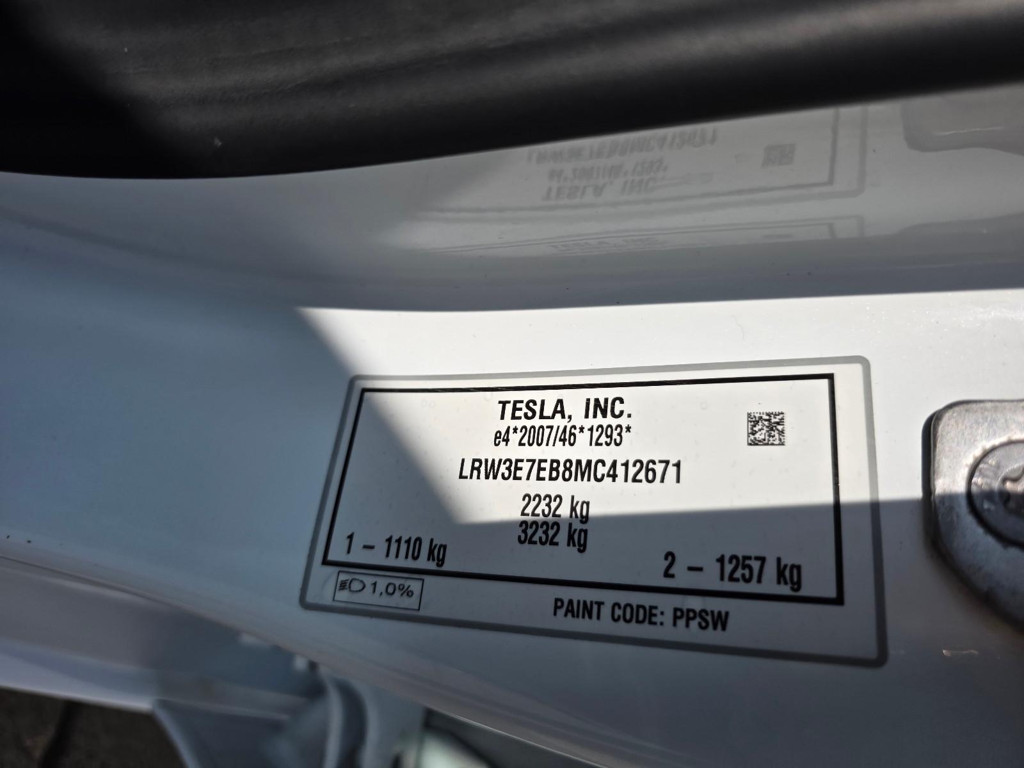 TESLA, INC.
e4*2007/46*1293*
LRW3E7EB8MC412671
2232 kg
3232 kg
1 – 1110 kg
2 – 1257 kg
1,0%
PAINT CODE: PPSW